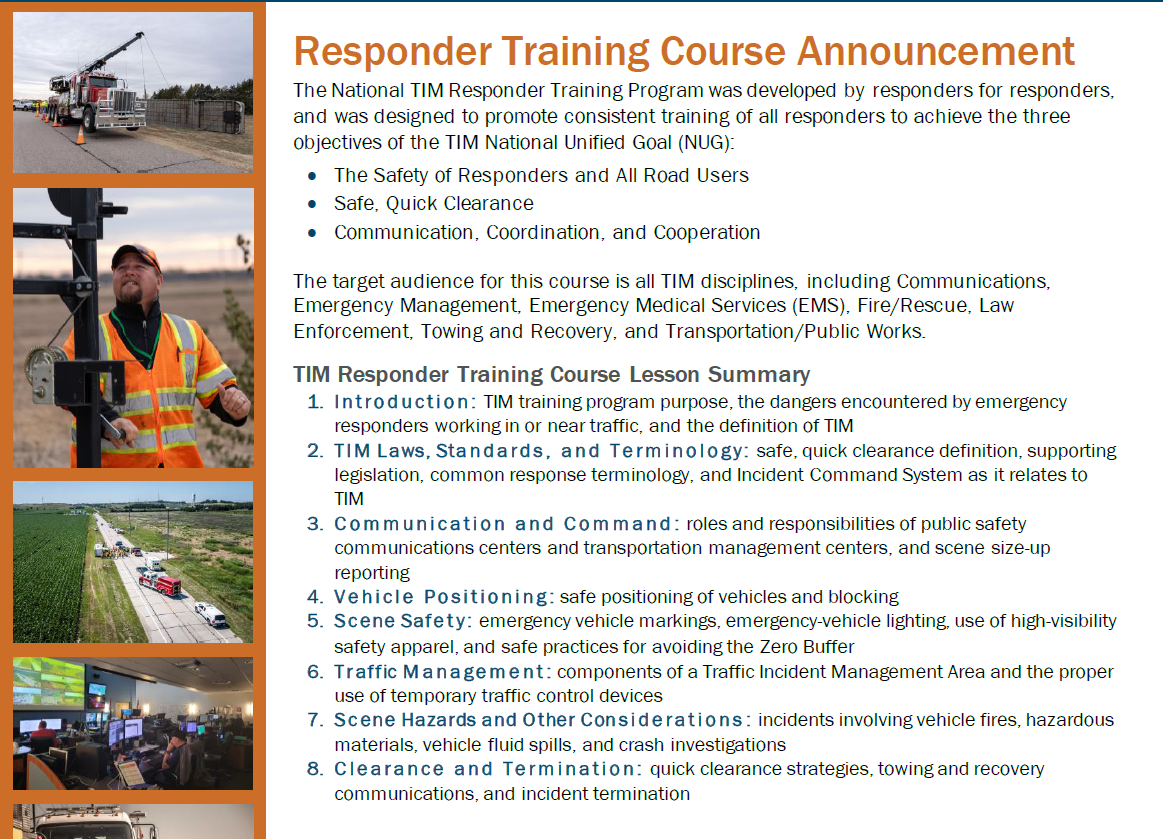 Responder Training Course Announcement
The National TIM Responder Training Program was developed by responders for responders,
and was designed to promote consistent training of all responders to achieve the three
objectives of the TIM National Unified Goal (NUG):
• The Safety of Responders and All Road Users
• Safe, Quick Clearance
• Communication, Coordination, and Cooperation
The target audience for this course is all TIM disciplines, including Communications,
Emergency Management, Emergency Medical Services (EMS), Fire/Rescue, Law
Enforcement, Towing and Recovery, and Transportation/Public Works.
TIM Responder Training Course Lesson Summary
1. Introduction: TIM training program purpose, the dangers encountered by emergency
responders working in or near traffic, and the definition of TIM
2. TIM Laws, Standards, and Terminology: safe, quick clearance definition, supporting
legislation, common response terminology, and Incident Command System as it relates to
TIM
3. Communication and Command: roles and responsibilities of public safety
communications centers and transportation management centers, and scene size-up
reporting
4. Vehicle Positioning: safe positioning of vehicles and blocking
5. Scene Safety: emergency vehicle markings, emergency-vehicle lighting, use of high-visibility
safety apparel, and safe practices for avoiding the Zero Buffer
6. Traffic Management: components of a Traffic Incident Management Area and the proper
use of temporary traffic control devices
7. Scene Hazards and Other Considerations: incidents involving vehicle fires, hazardous
materials, vehicle fluid spills, and crash investigations
8. Clearance and Termination: quick clearance strategies, towing and recovery
communications, and incident termination